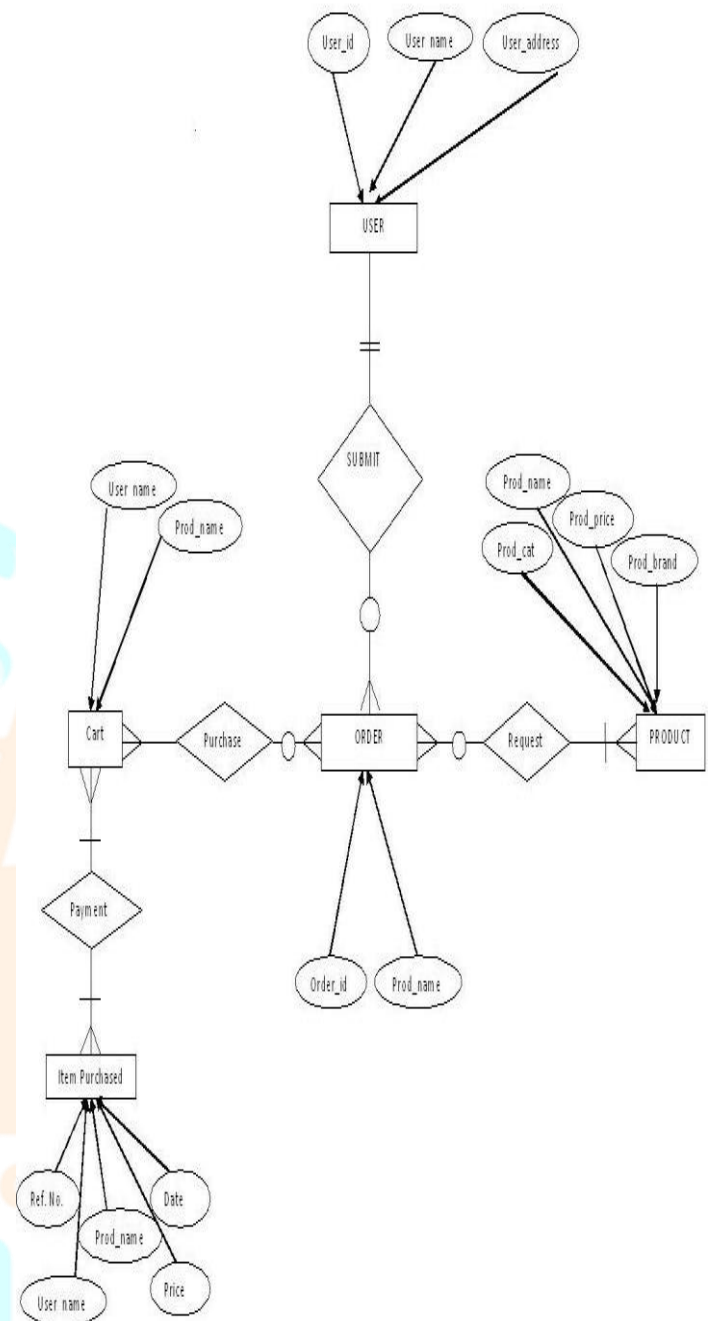 User_id
User name
User_address
USER
SUBMIT
User name
Prod_name
Prod_name
Prod_price
Prod_cat
Prod_brand
Cart
Purchase
ORDER
Request
PRODUCT
Payment
Order_id
Prod_name
Item Purchased
Ref. No.
Date
Prod_name
Price
User name